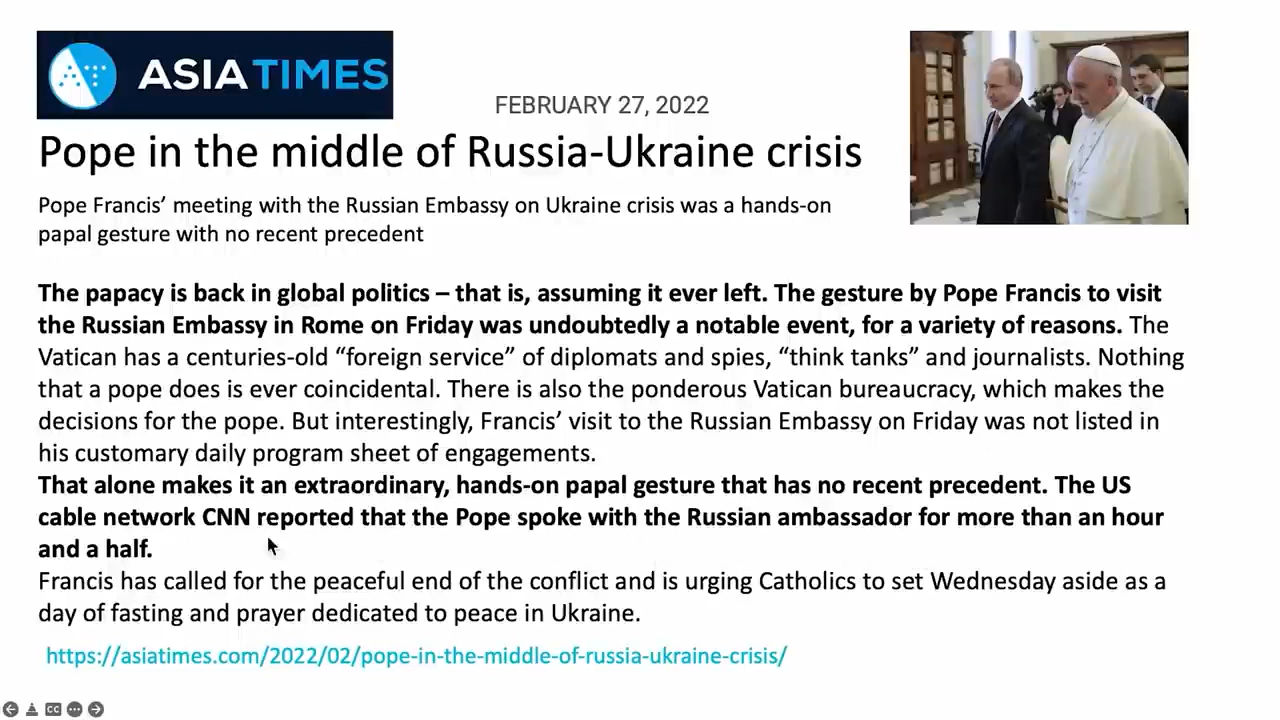 ASIA TIMES
FEBRUARY 27, 2022
Pope in the middle of Russia-Ukraine crisis
Pope Francis’ meeting with the Russian Embassy on Ukraine crisis was a hands-on
papal gesture with no recent precedent
The papacy is back in global politics – that is, assuming it ever left. The gesture by Pope Francis to visit
the Russian Embassy in Rome on Friday was undoubtedly a notable event, for a variety of reasons. The
Vatican has a centuries-old “foreign service” of diplomats and spies, “think tanks” and journalists. Nothing
that a pope does is ever coincidental. There is also the ponderous Vatican bureaucracy, which makes the
decisions for the pope. But interestingly, Francis’ visit to the Russian Embassy on Friday was not listed in
his customary daily program sheet of engagements.
That alone makes it an extraordinary, hands-on papal gesture that has no recent precedent. The US
cable network CNN reported that the Pope spoke with the Russian ambassador for more than an hour
and a half.
Francis has called for the peaceful end of the conflict and is urging Catholics to set Wednesday aside as a
day of fasting and prayer dedicated to peace in Ukraine.
https://asiatimes.com/2022/02/pope-in-the-middle-of-russia-ukraine-crisis/
CC